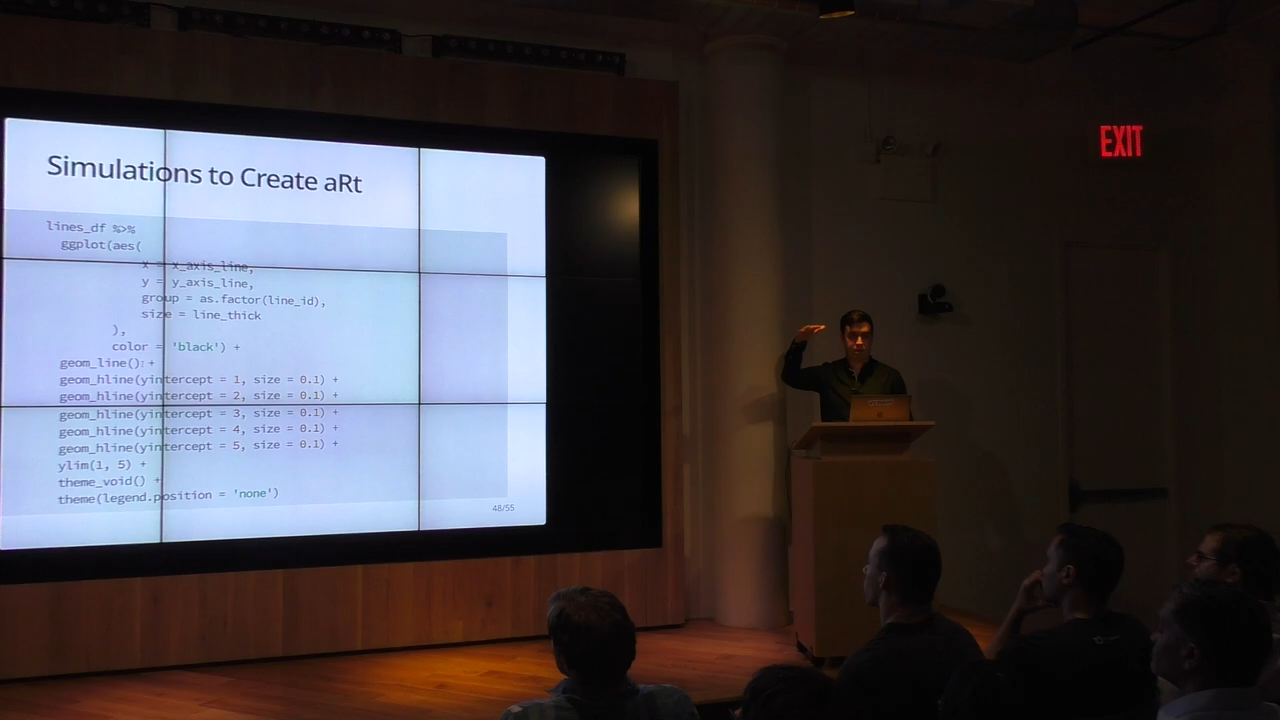 Simulations to Create aRt
lines_df %>%
ggplot(aes(
x = x_axis_line,
y = y_axis_line,
group = as.factor(line_id),
size = line_thick
),
color = 'black') +
geom_line() +
geom_hline(yintercept = 1, size = 0.1) +
geom_hline(yintercept = 2, size = 0.1) +
geom_hline(yintercept = 3, size = 0.1) +
geom_hline(yintercept = 4, size = 0.1) +
geom_hline(yintercept = 5, size = 0.1) +
ylim(1, 5) +
theme_void() +
theme(legend.position = 'none')
48/55
EXIT